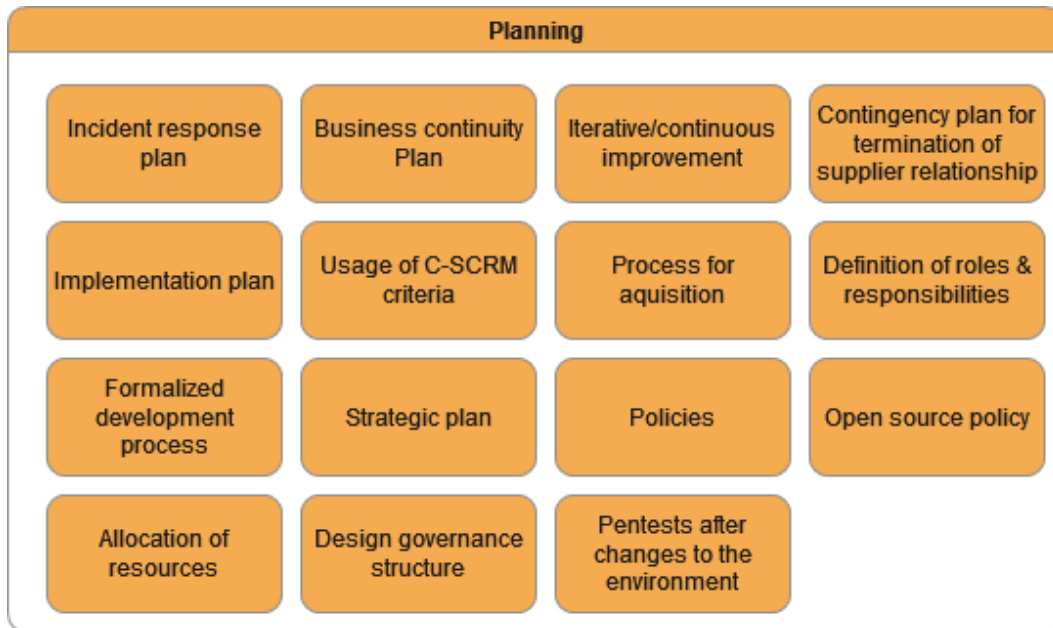 Planning
Incident response
plan
Business continuity
Plan
Iterative/continuous
improvement
Contingency plan for
termination of
supplier relationship
Implementation plan
Usage of C-SCRM
criteria
Process for
aquisition
Definition of roles &
responsibilities
Formalized
development
process
Strategic plan
Policies
Open source policy
Allocation of
resources
Design governance
structure
Pentests after
changes to the
environment